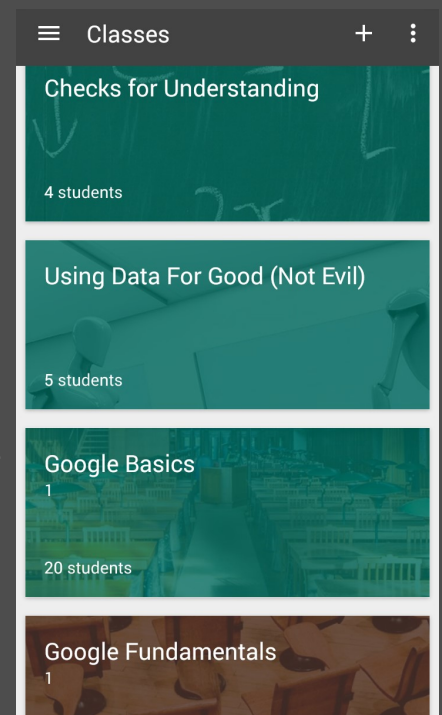 Classes
Checks for Understanding
4 students
Using Data For Good (Not Evil)
5 students
Google Basics
1
20 students
Google Fundamentals
1